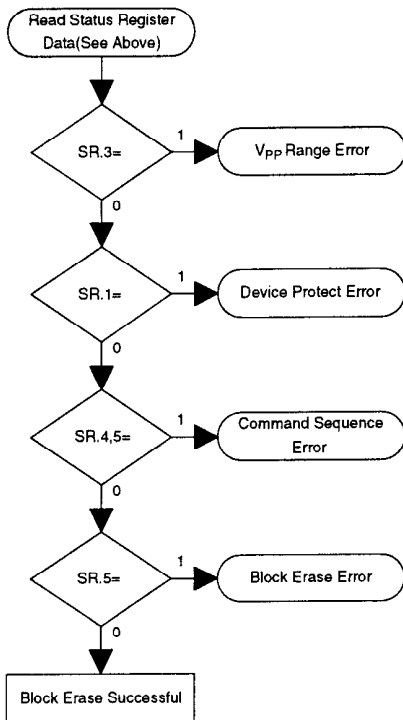 Read Status Register
Data(See Above)
SR.3=
1
VPP Range Error
0
SR.1=
1
Device Protect Error
0
SR.4,5=
1
Command Sequence
Error
0
SR.5=
1
Block Erase Error
0
Block Erase Successful